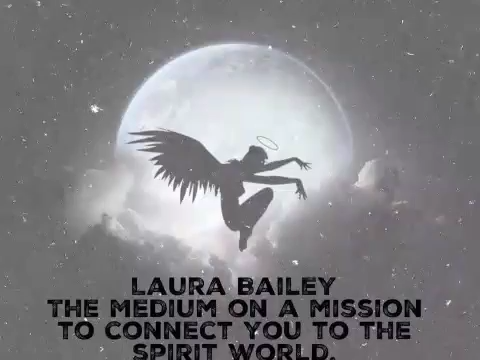 LAURA BAILEY
THE MEDIUM ON A MISSION
TO CONNECT YOU TO THE
SPIRIT WORLD.